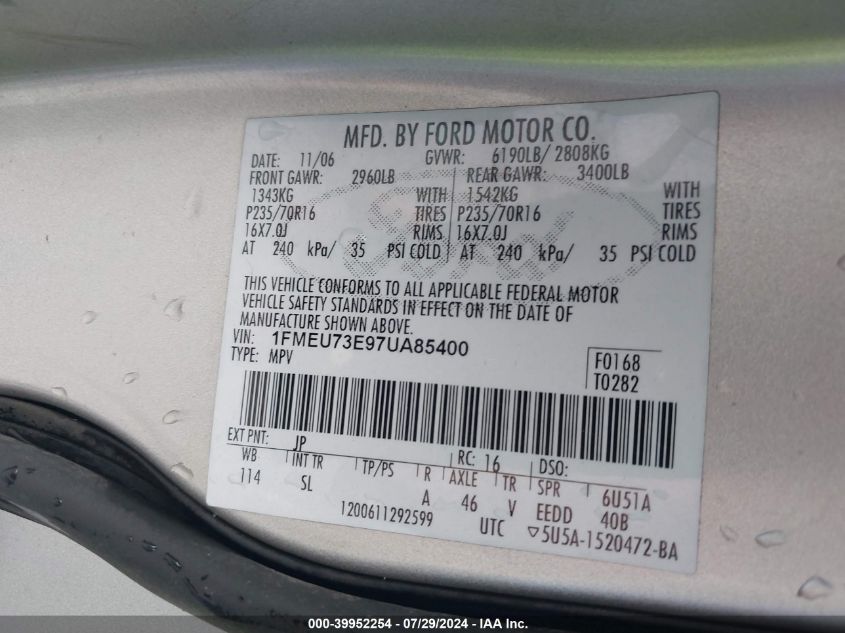 MFD. BY FORD MOTOR CO.
DATE: 11/06 GVWR: 6190LB/ 2808KG
FRONT GAWR: 2960LB REAR GAWR: 3400LB
1343KG WITH 1542KG WITH
P235/70R16 TIRES P235/70R16 TIRES
16X7.0J RIMS 16X7.0J RIMS
AT 240 kPa/ 35 PSI COLD AT 240 kPa/ 35 PSI COLD
THIS VEHICLE CONFORMS TO ALL APPLICABLE FEDERAL MOTOR
VEHICLE SAFETY STANDARDS IN EFFECT ON THE DATE OF
MANUFACTURE SHOWN ABOVE.
VIN: 1FMEU73E97UA85400
TYPE: MPV
F0168
T0282
EXT PNT: JP RC: 16 DSO:
WB INT TR TP/PS R AXLE TR SPR 6U51A
114 SL A 46 V EEDD 40B
1200611292599 UTC ▽5U5A-1520472-BA
000-39952254 - 07/29/2024 - IAA Inc.